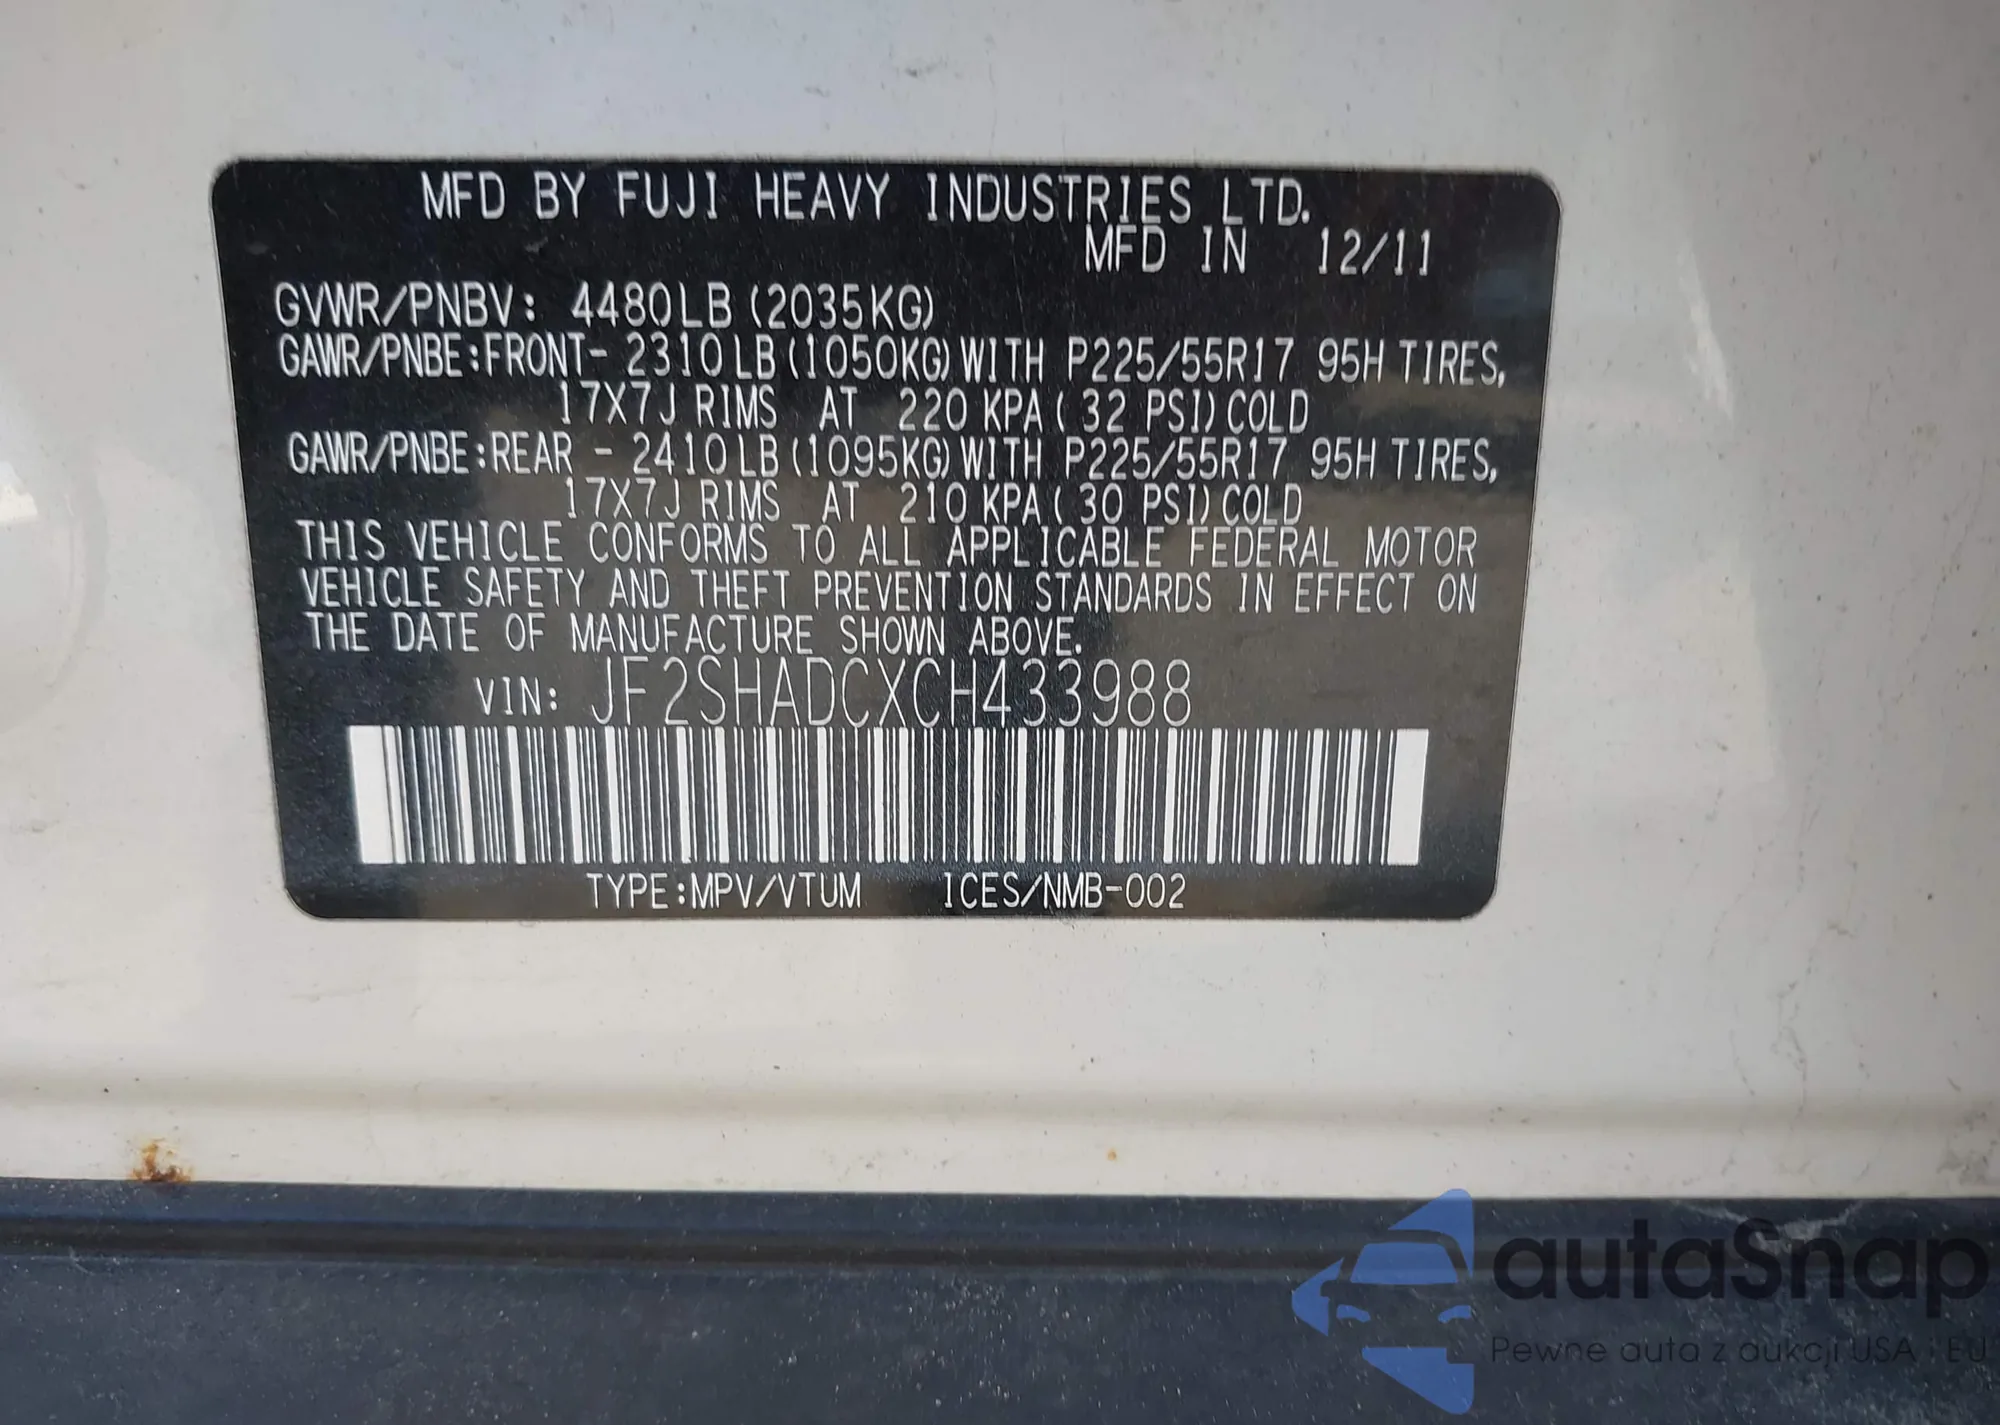 MFD BY FUJI HEAVY INDUSTRIES LTD.
MFD IN 12/11
GVWR/PNBV: 4480LB (2035KG)
GAWR/PNBE:FRONT- 2310LB (1050KG) WITH P225/55R17 95H TIRES,
17X7J RIMS AT 220 KPA ( 32 PSI) COLD
GAWR/PNBE:REAR - 2410LB (1095KG) WITH P225/55R17 95H TIRES,
17X7J RIMS AT 210 KPA ( 30 PSI) COLD
THIS VEHICLE CONFORMS TO ALL APPLICABLE FEDERAL MOTOR
VEHICLE SAFETY AND THEFT PREVENTION STANDARDS IN EFFECT ON
THE DATE OF MANUFACTURE SHOWN ABOVE.
VIN: JF2SHADCXCH433988
TYPE:MPV/VTUM ICES/NMB-002
autaSnap
Pewne auta z aukcji USA i EU